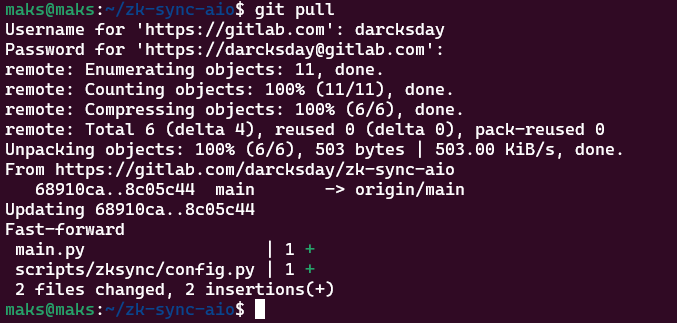 maks@maks:~/zk-sync-aio$ git pull
Username for 'https://gitlab.com': darcksday
Password for 'https://darcksday@gitlab.com':
remote: Enumerating objects: 11, done.
remote: Counting objects: 100% (11/11), done.
remote: Compressing objects: 100% (6/6), done.
remote: Total 6 (delta 4), reused 0 (delta 0), pack-reused 0
Unpacking objects: 100% (6/6), 503 bytes | 503.00 KiB/s, done.
From https://gitlab.com/darcksday/zk-sync-aio
   68910ca..8c05c44  main       -> origin/main
Updating 68910ca..8c05c44
Fast-forward
 main.py                  | 1 +
 scripts/zksync/config.py | 1 +
 2 files changed, 2 insertions(+)
maks@maks:~/zk-sync-aio$